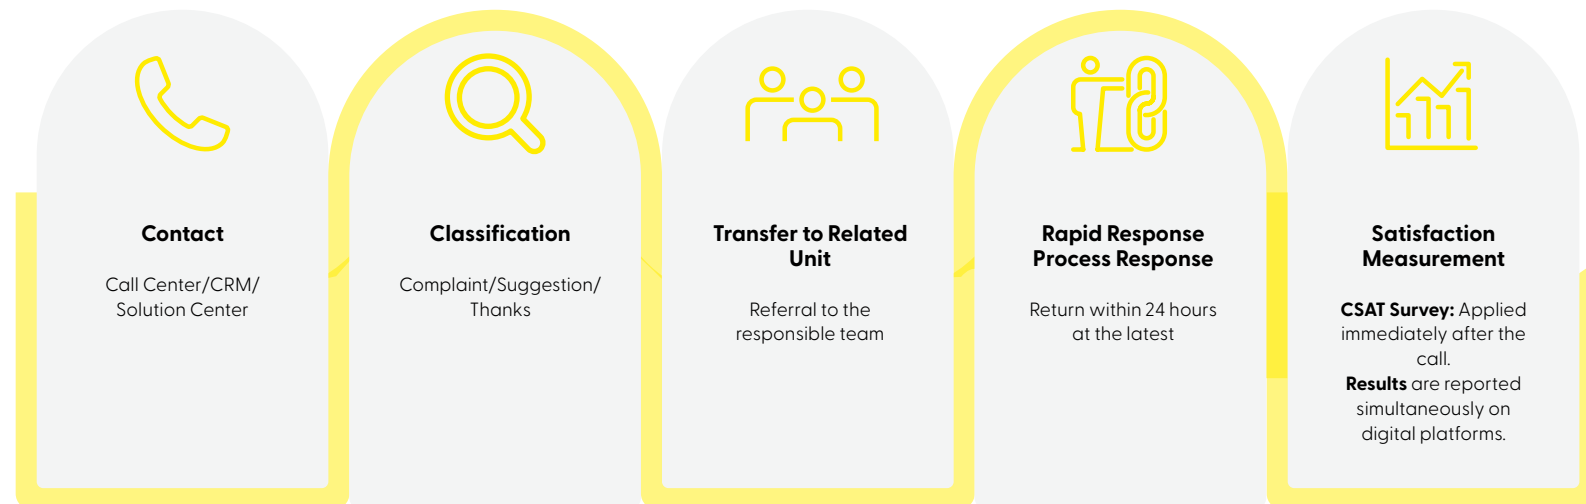 Contact
Call Center/CRM/
Solution Center
Classification
Complaint/Suggestion/
Thanks
Transfer to Related
Unit
Referral to the
responsible team
Rapid Response
Process Response
Return within 24 hours
at the latest
Satisfaction
Measurement
CSAT Survey: Applied
immediately after the
call.
Results are reported
simultaneously on
digital platforms.